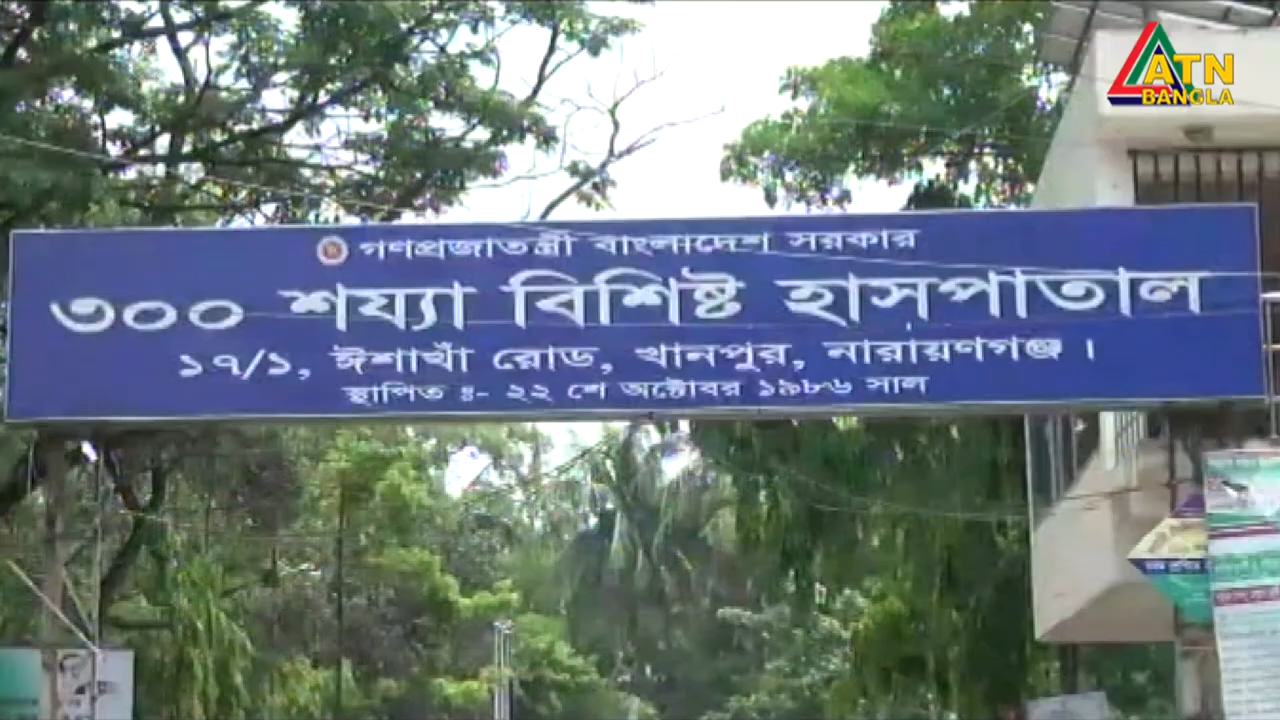 ATN
BANGLA
গণপ্রজাতন্ত্রী বাংলাদেশ সরকার
৩০০ শয্যা বিশিষ্ট হাসপাতাল
১৭/১, ঈশাখাঁ রোড, খানপুর, নারায়ণগঞ্জ ।
স্থাপিত ঃ- ২২ শে অক্টোবর ১৯৮৬ সাল